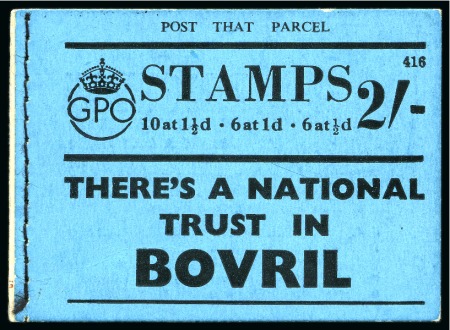 POST THAT PARCEL
416
GPO
STAMPS 2/-
10 at 1½d · 6 at 1d · 6 at ½d
THERE'S A NATIONAL
TRUST IN
BOVRIL